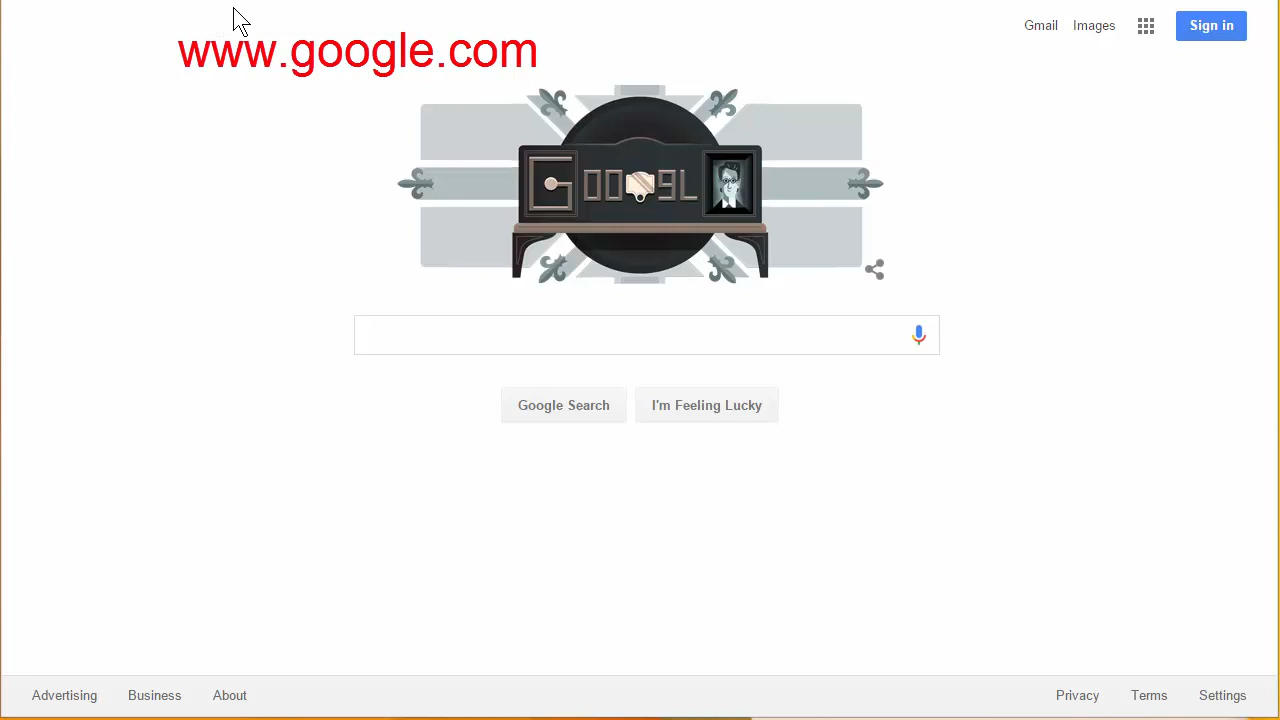 Gmail Images Sign in
www.google.com
Google Search I'm Feeling Lucky
Advertising Business About Privacy Terms Settings